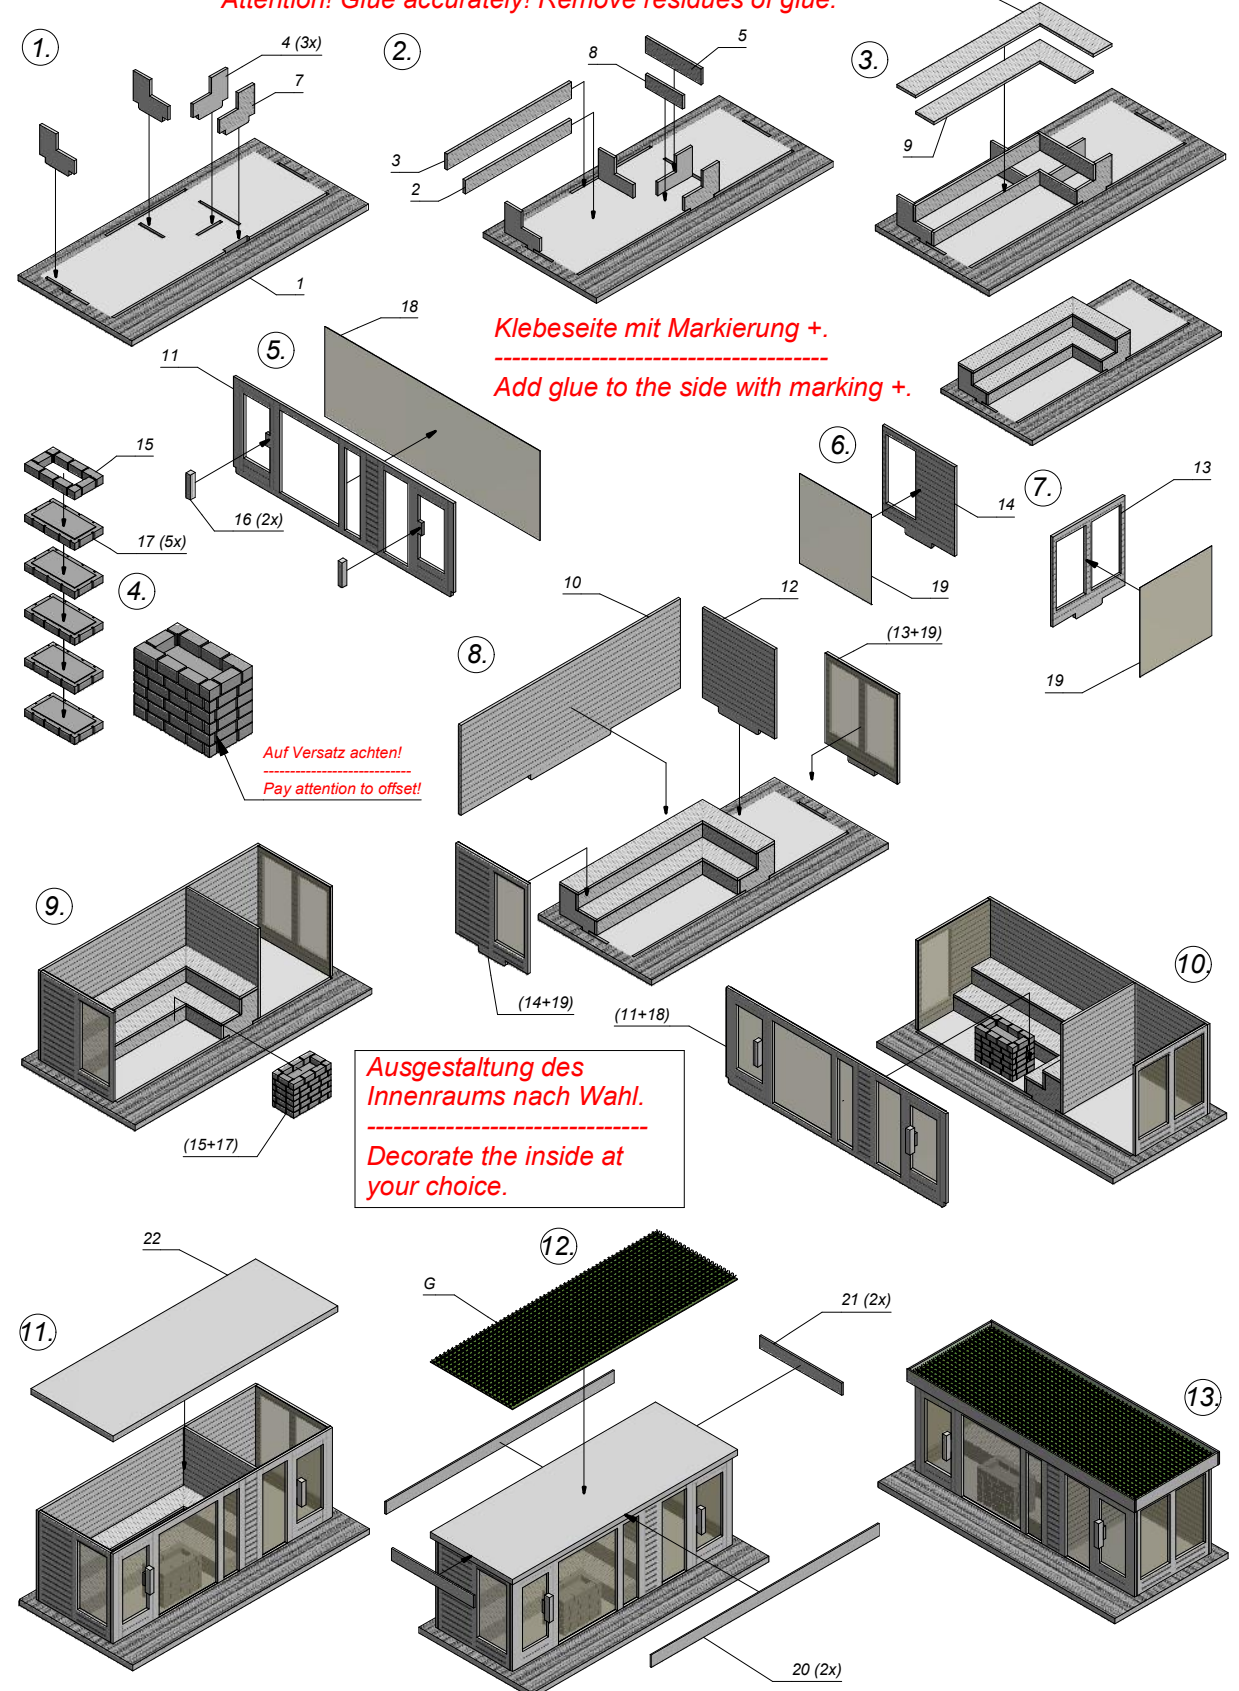 Attention! Glue accurately! Remove residues of glue.
1.
4 (3x)
7
1
2.
5
8
3
2
3.
9
Klebeseite mit Markierung +.
--------------------------------------
Add glue to the side with marking +.
18
11
5.
16 (2x)
15
17 (5x)
4.
Auf Versatz achten!
----------------------------
Pay attention to offset!
6.
14
19
7.
13
19
8.
10
12
(13+19)
(14+19)
9.
(15+17)
Ausgestaltung des
Innenraums nach Wahl.
--------------------------------
Decorate the inside at
your choice.
10.
(11+18)
11.
22
12.
G
21 (2x)
20 (2x)
13.